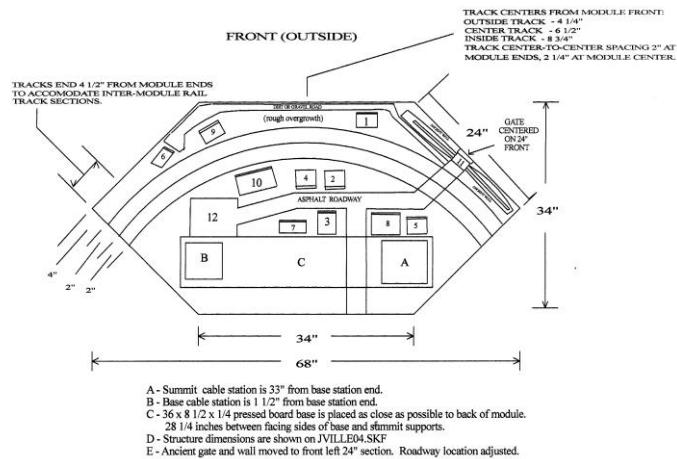 TRACK CENTERS FROM MODULE FRONT:
OUTSIDE TRACK - 4 1/4"
CENTER TRACK - 6 1/2"
INSIDE TRACK - 8 3/4"
TRACK CENTER-TO-CENTER SPACING 2" AT
MODULE ENDS, 2 1/4" AT MODULE CENTER.
FRONT (OUTSIDE)
TRACKS END 4 1/2" FROM MODULE ENDS
TO ACCOMODATE INTER-MODULE RAIL
TRACK SECTIONS.
DIRT OR GRAVEL ROAD
(rough overgrowth)
1
9
6
24"
GATE
CENTERED
ON 24"
FRONT
11
10
4
2
ASPHALT ROADWAY
34"
12
7
3
8
5
B
C
A
4"
2"
2"
34"
68"
A - Summit cable station is 33" from base station end.
B - Base cable station is 1 1/2" from base station end.
C - 36 x 8 1/2 x 1/4 pressed board base is placed as close as possible to back of module.
28 1/4 inches between facing sides of base and summit supports.
D - Structure dimensions are shown on JVILLE04.SKF
E - Ancient gate and wall moved to front left 24" section. Roadway location adjusted.